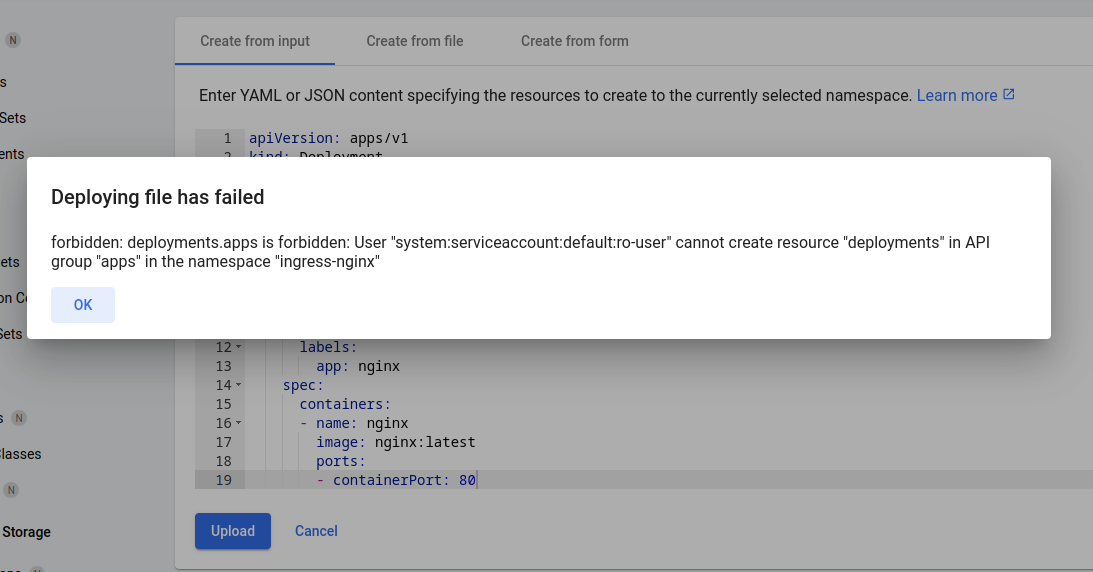 N
Create from input Create from file Create from form
s
Enter YAML or JSON content specifying the resources to create to the currently selected namespace. Learn more
Sets
1 apiVersion: apps/v1
ents
2 kind: Deployment
Deploying file has failed
forbidden: deployments.apps is forbidden: User "system:serviceaccount:default:ro-user" cannot create resource "deployments" in API
group "apps" in the namespace "ingress-nginx"
ets
on Co
OK
Sets
12 labels:
13 app: nginx
14 spec:
15 containers:
s N
16 - name: nginx
17 image: nginx:latest
lasses
18 ports:
19 - containerPort: 80
N
Storage
Upload Cancel